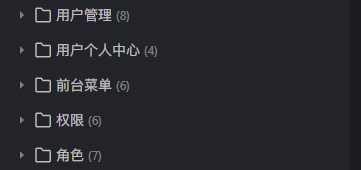 用户管理 (8)
用户个人中心 (4)
前台菜单 (6)
权限 (6)
角色 (7)